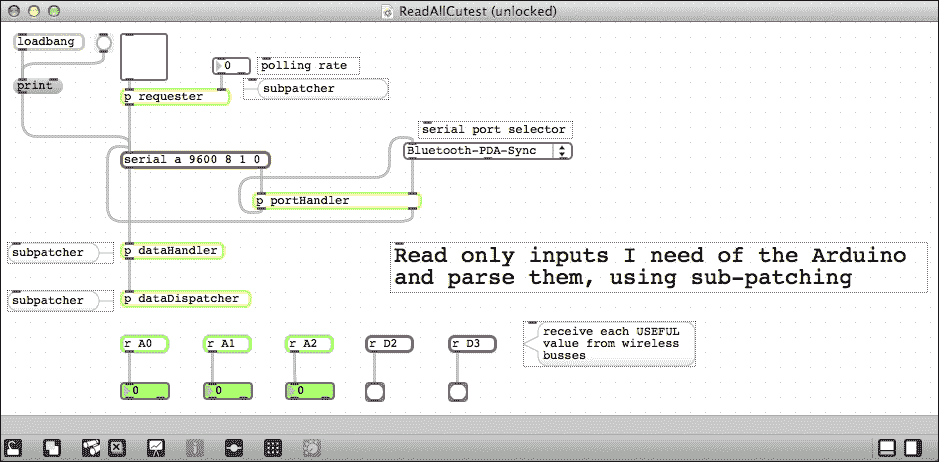 ReadAllCutest (unlocked)
loadbang
print
0
polling rate
p requester
subpatcher
serial port selector
serial a 9600 8 1 0
Bluetooth-PDA-Sync
p portHandler
subpatcher
p dataHandler
Read only inputs I need of the Arduino
and parse them, using sub-patching
subpatcher
p dataDispatcher
r A0
r A1
r A2
r D2
r D3
receive each USEFUL
value from wireless
busses
0
0
0